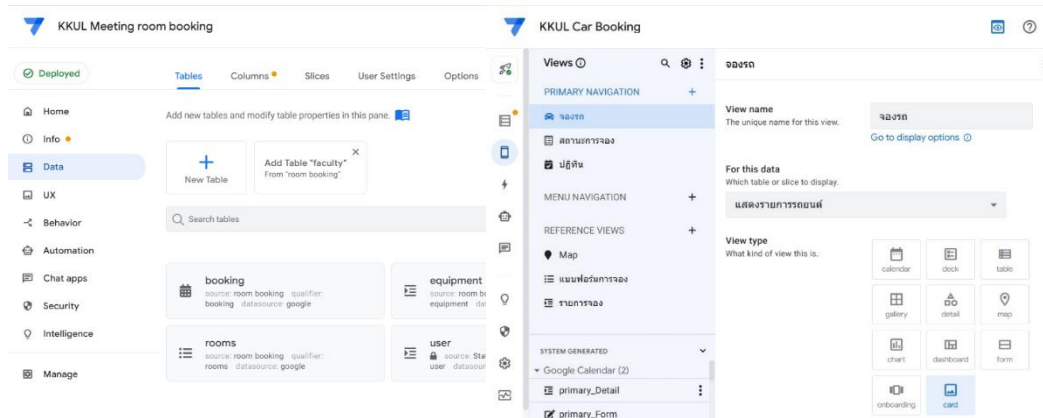 KKUL Meeting room booking
Deployed
Home
Info
Data
UX
Behavior
Automation
Chat apps
Security
Intelligence
Manage
Tables Columns Slices User Settings Options
Add new tables and modify table properties in this pane.
New Table
Add Table "faculty"
From "room booking"
Search tables
booking
source: room booking qualifier:
booking datasource: google
equipment
source: room
equipment
rooms
source: room booking qualifier:
rooms datasource: google
user
source:
user
KKUL Car Booking
Views
PRIMARY NAVIGATION
จองรถ
สถานะการจอง
ปฏิทิน
MENU NAVIGATION
REFERENCE VIEWS
Map
แบบฟอร์มการจอง
รายการจอง
SYSTEM GENERATED
Google Calendar (2)
primary_Detail
primary_Form
จองรถ
View name
The unique name for this view.
จองรถ
Go to display options
For this data
Which table or slice to display.
แสดงรายการรถยนต์
View type
What kind of view this is.
calendar deck table
gallery detail map
chart dashboard form
onboarding card